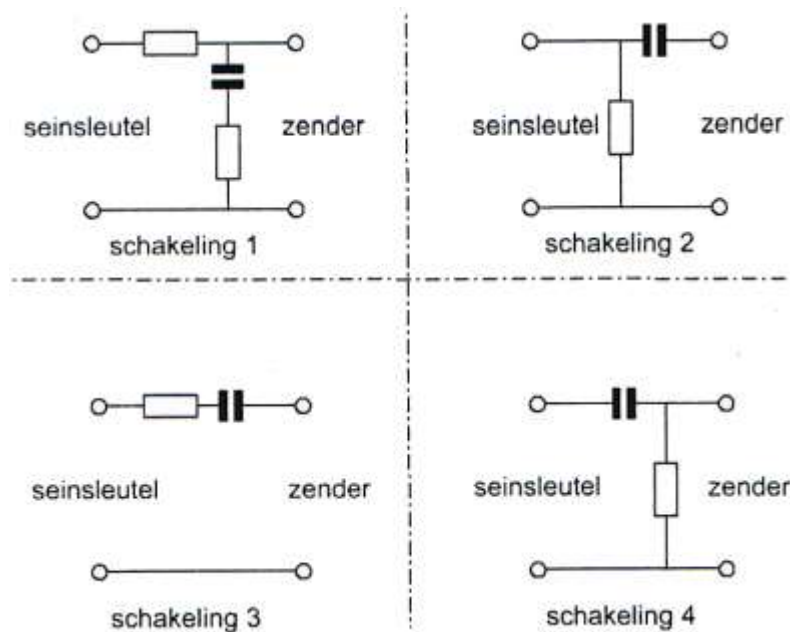 seinsleutel zender
schakeling 1
seinsleutel zender
schakeling 2
seinsleutel zender
schakeling 3
seinsleutel zender
schakeling 4